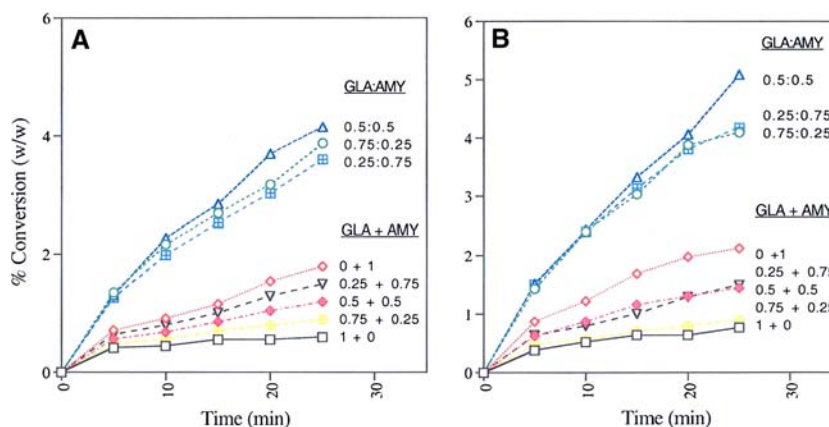 A
6
4
2
0
% Conversion (w/w)
GLA:AMY
0.5:0.5
0.75:0.25
0.25:0.75
GLA + AMY
0 + 1
0.25 + 0.75
0.5 + 0.5
0.75 + 0.25
1 + 0
0 10 20 30
Time (min)
B
6
5
4
3
2
1
0
GLA:AMY
0.5:0.5
0.25:0.75
0.75:0.25
GLA + AMY
0 +1
0.25 + 0.75
0.5 + 0.5
0.75 + 0.25
1 + 0
0 10 20 30
Time (min)